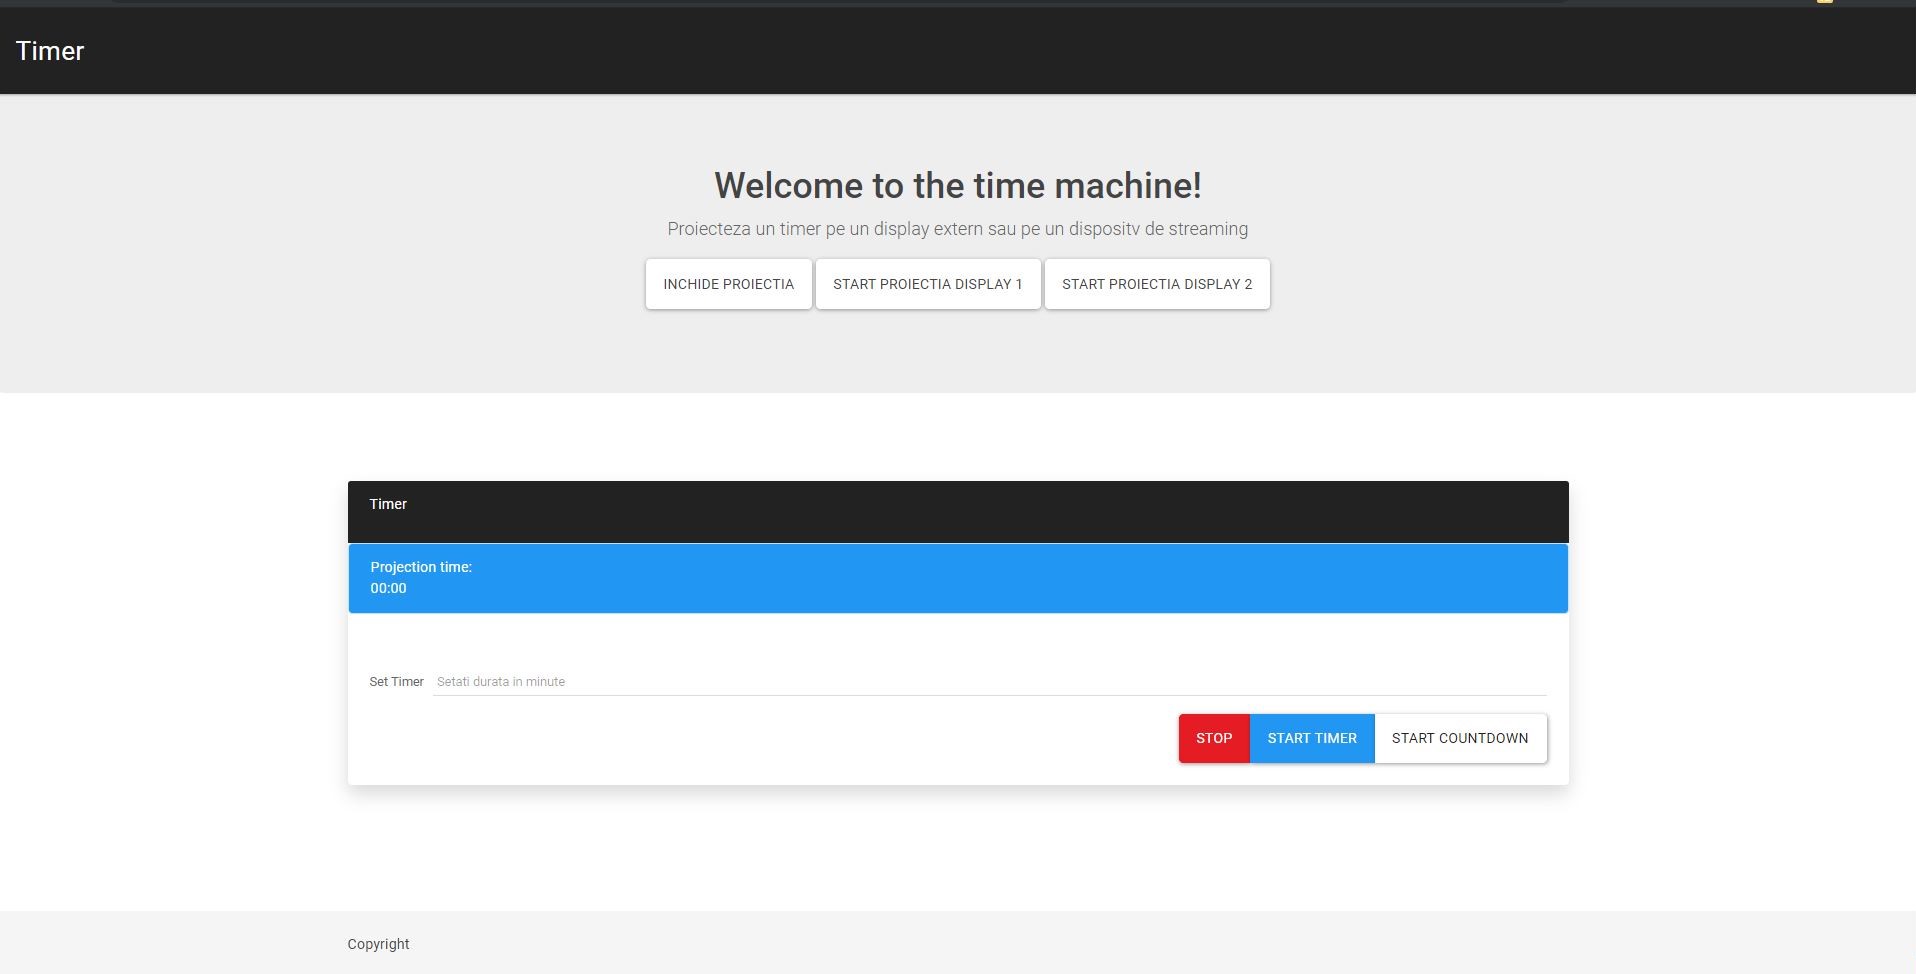 Timer
Welcome to the time machine!
Proiecteza un timer pe un display extern sau pe un dispositv de streaming
INCHIDE PROIECTIA START PROIECTIA DISPLAY 1 START PROIECTIA DISPLAY 2
Timer
Projection time:
00:00
Set Timer Setati durata in minute
STOP START TIMER START COUNTDOWN
Copyright